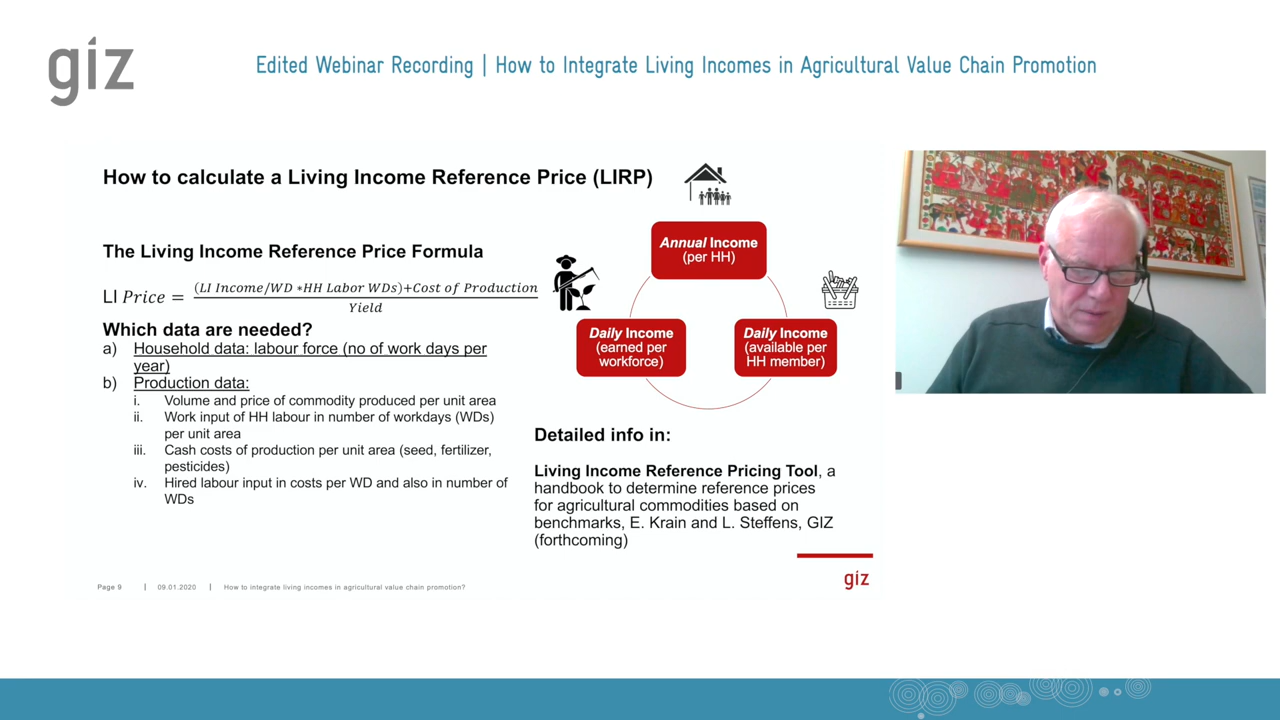 giz
Edited Webinar Recording | How to Integrate Living Incomes in Agricultural Value Chain Promotion
How to calculate a Living Income Reference Price (LIRP)
The Living Income Reference Price Formula
LI Price = (LI Income/WD *HH Labor WDs)+Cost of Production
Yield
Which data are needed?
a) Household data: labour force (no of work days per
year)
b) Production data:
i. Volume and price of commodity produced per unit area
ii. Work input of HH labour in number of workdays (WDs)
per unit area
iii. Cash costs of production per unit area (seed, fertilizer,
pesticides)
iv. Hired labour input in costs per WD and also in number of
WDs
Annual Income
(per HH)
Daily Income
(earned per
workforce)
Daily Income
(available per
HH member)
Detailed info in:
Living Income Reference Pricing Tool, a
handbook to determine reference prices
for agricultural commodities based on
benchmarks, E. Krain and L. Steffens, GIZ
(forthcoming)
Page 9 | 09.01.2020 | How to integrate living incomes in agricultural value chain promotion?
giz